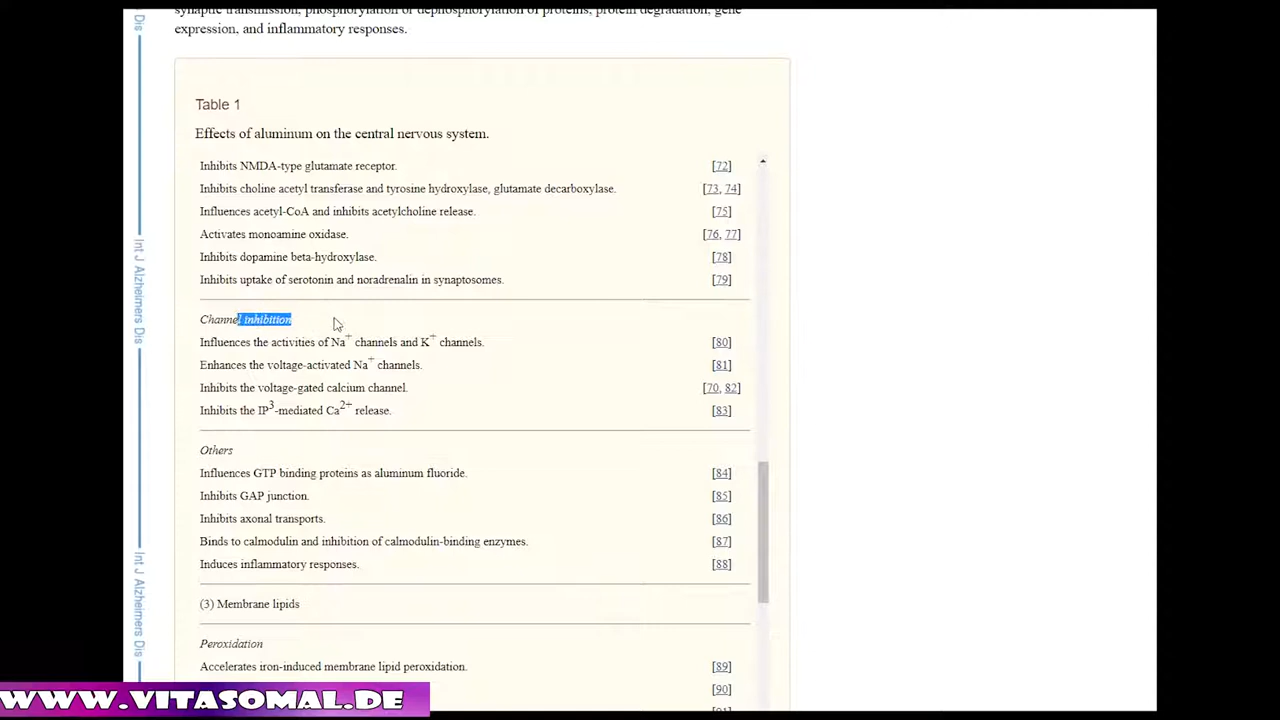 synaptic transmission, phosphorylation or dephosphorylation of proteins, protein degradation, gene
expression, and inflammatory responses.
Table 1
Effects of aluminum on the central nervous system.
Inhibits NMDA-type glutamate receptor. [72]
Inhibits choline acetyl transferase and tyrosine hydroxylase, glutamate decarboxylase. [73, 74]
Influences acetyl-CoA and inhibits acetylcholine release. [75]
Activates monoamine oxidase. [76, 77]
Inhibits dopamine beta-hydroxylase. [78]
Inhibits uptake of serotonin and noradrenalin in synaptosomes. [79]
Channel inhibition
Influences the activities of Na+ channels and K+ channels. [80]
Enhances the voltage-activated Na+ channels. [81]
Inhibits the voltage-gated calcium channel. [70, 82]
Inhibits the IP3-mediated Ca2+ release. [83]
Others
Influences GTP binding proteins as aluminum fluoride. [84]
Inhibits GAP junction. [85]
Inhibits axonal transports. [86]
Binds to calmodulin and inhibition of calmodulin-binding enzymes. [87]
Induces inflammatory responses. [88]
(3) Membrane lipids
Peroxidation
Accelerates iron-induced membrane lipid peroxidation. [89]
[90]
Dis
Int J Alzheimers Dis
Int J Alzheimers Dis
WWW.VITASOMAL.DE